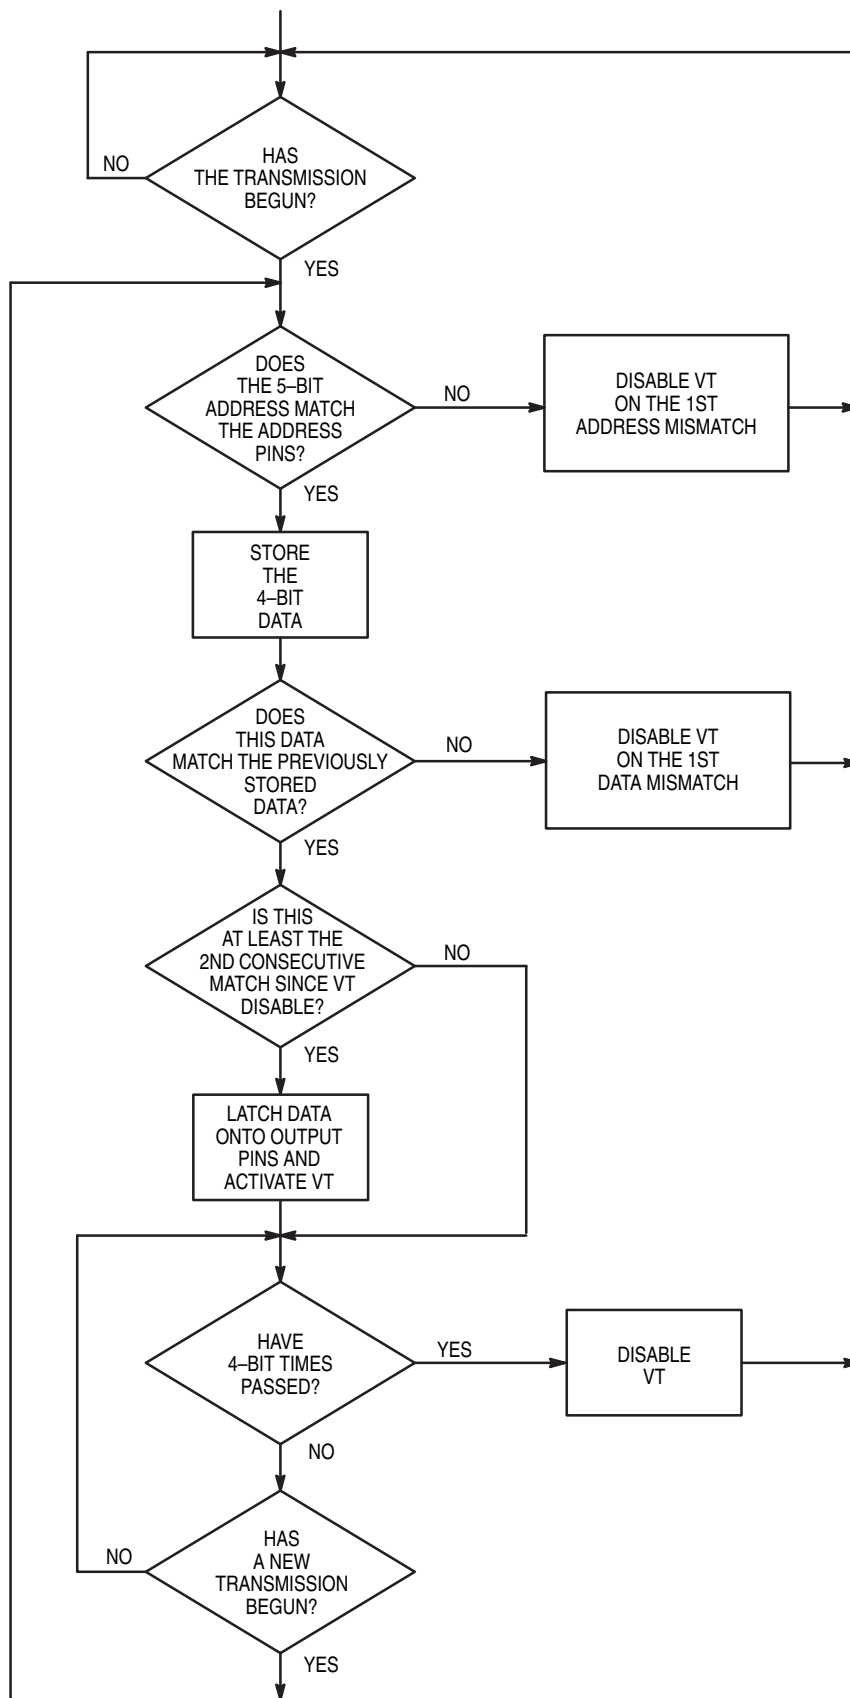 HAS
THE TRANSMISSION
BEGUN?
NO
YES
DOES
THE 5–BIT
ADDRESS MATCH
THE ADDRESS
PINS?
NO
DISABLE VT
ON THE 1ST
ADDRESS MISMATCH
YES
STORE
THE
4–BIT
DATA
DOES
THIS DATA
MATCH THE PREVIOUSLY
STORED
DATA?
NO
DISABLE VT
ON THE 1ST
DATA MISMATCH
YES
IS THIS
AT LEAST THE
2ND CONSECUTIVE
MATCH SINCE VT
DISABLE?
NO
YES
LATCH DATA
ONTO OUTPUT
PINS AND
ACTIVATE VT
HAVE
4–BIT TIMES
PASSED?
YES
DISABLE
VT
NO
HAS
A NEW
TRANSMISSION
BEGUN?
NO
YES